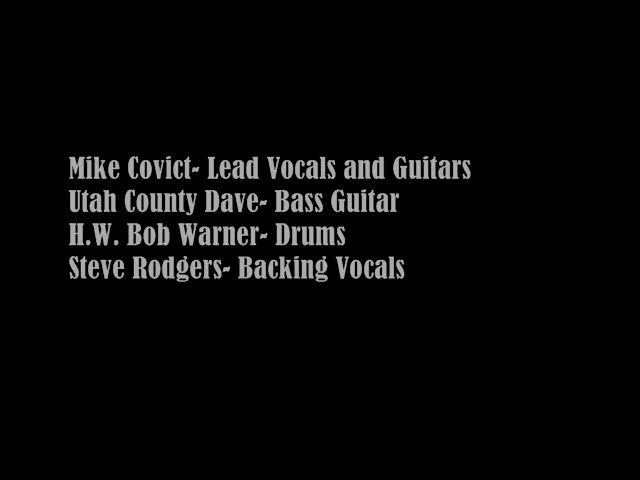 Mike Covict- Lead Vocals and Guitars
Utah County Dave- Bass Guitar
H.W. Bob Warner- Drums
Steve Rodgers- Backing Vocals